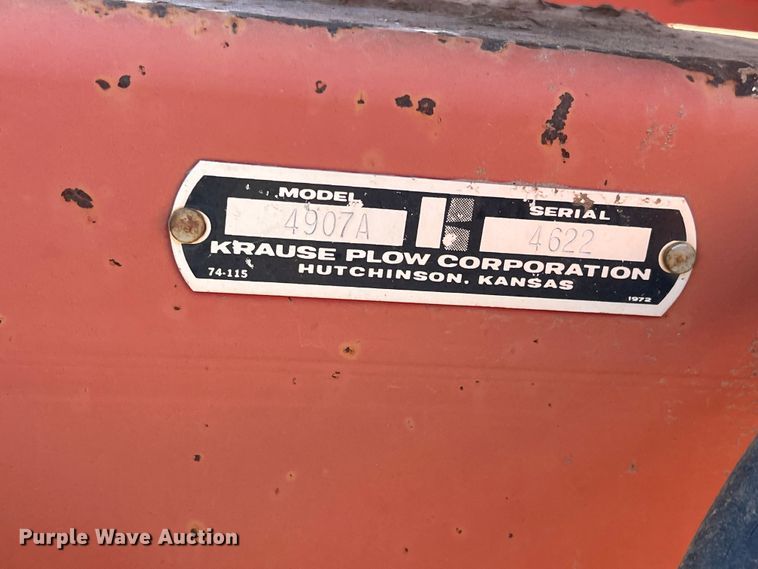 MODEL SERIAL
4907A 4622
KRAUSE PLOW CORPORATION
74-115 HUTCHINSON, KANSAS 1972
Purple Wave Auction